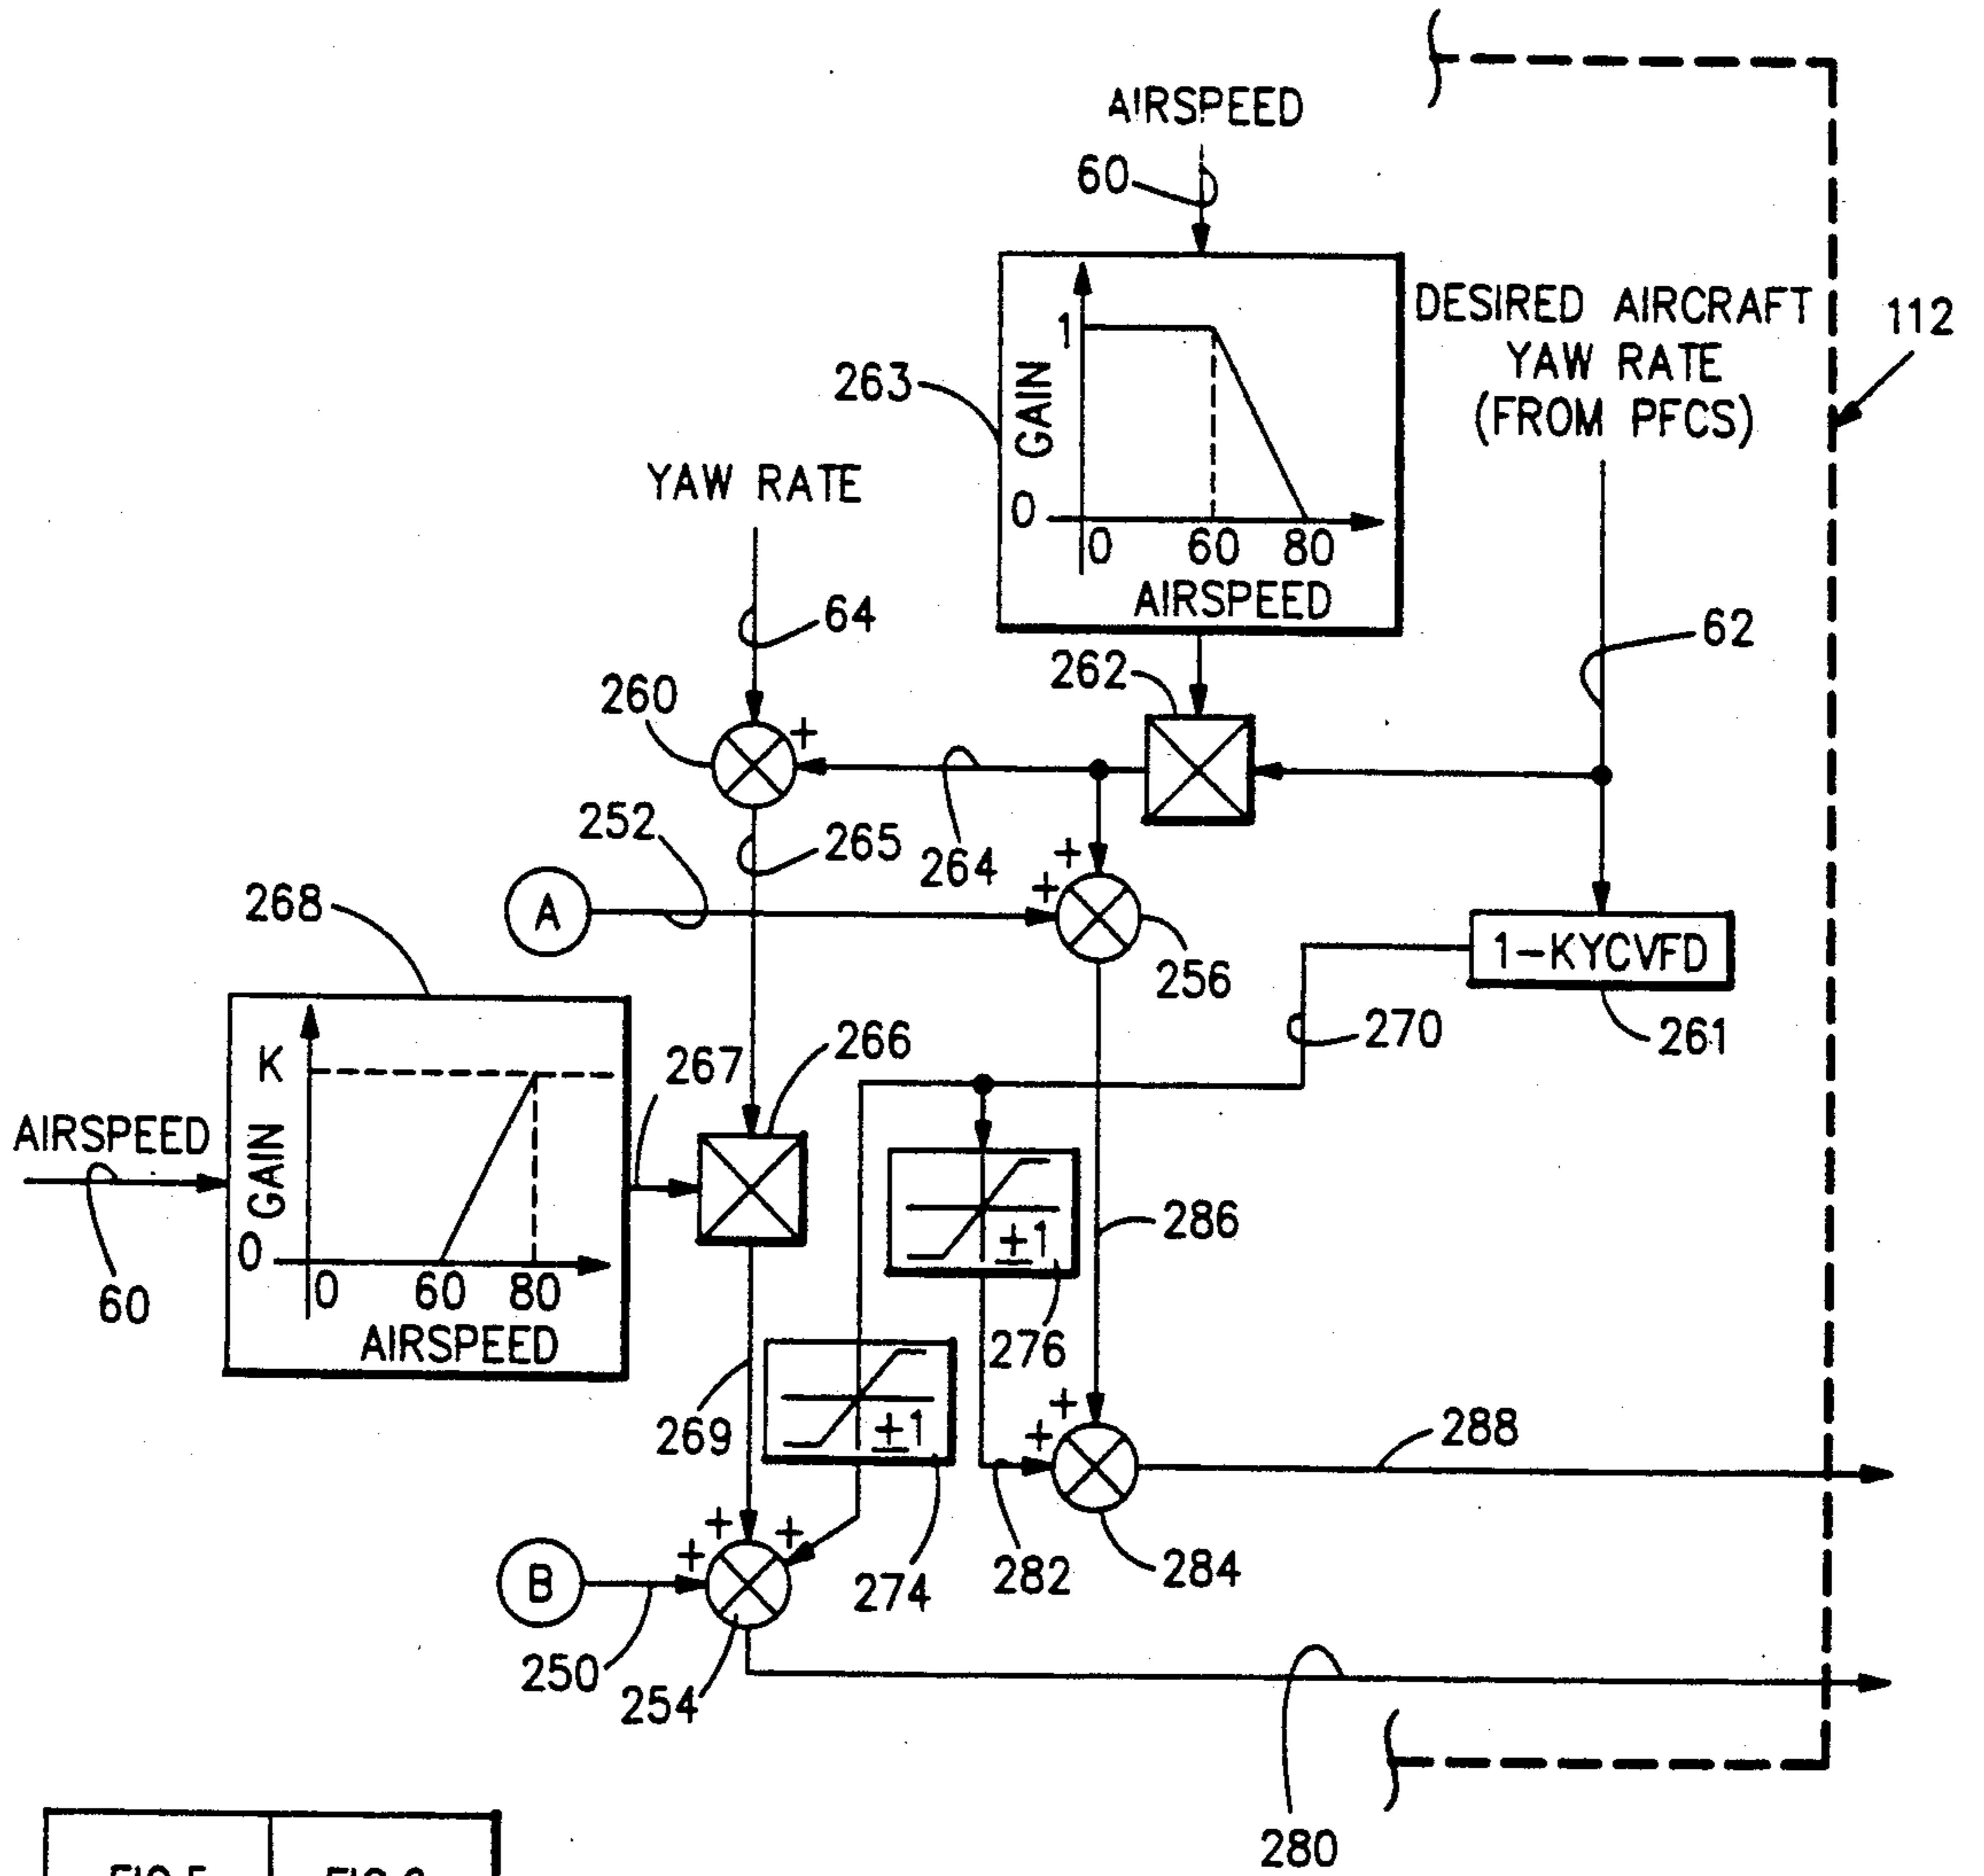 AIRSPEED
60
DESIRED AIRCRAFT
YAW RATE
(FROM PFCS)
112
263
GAIN
1
0
0 60 80
AIRSPEED
YAW RATE
64
62
260
+
262
252
265
264
+
+
A
256
268
1-KYCVFD
261
270
K
GAIN
0
0 60 80
AIRSPEED
AIRSPEED
60
267
266
±1
276
286
269
±1
274
+
+
282
284
288
+
+
+
B
250
254
280